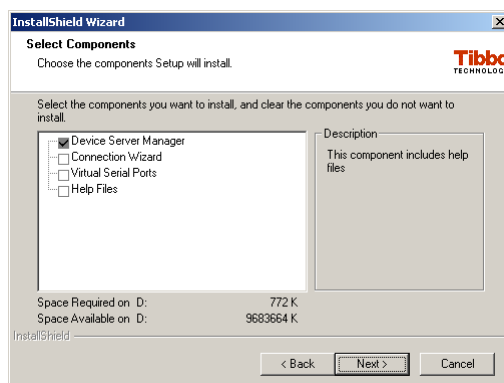 InstallShield Wizard
Select Components
Choose the components Setup will install.
Tibbo
TECHNOLOG
Select the components you want to install, and clear the components you do not want to
install.
Device Server Manager
Connection Wizard
Virtual Serial Ports
Help Files
Description
This component includes help
files
Space Required on D: 772 K
Space Available on D: 9683664 K
InstallShield
< Back
Next >
Cancel